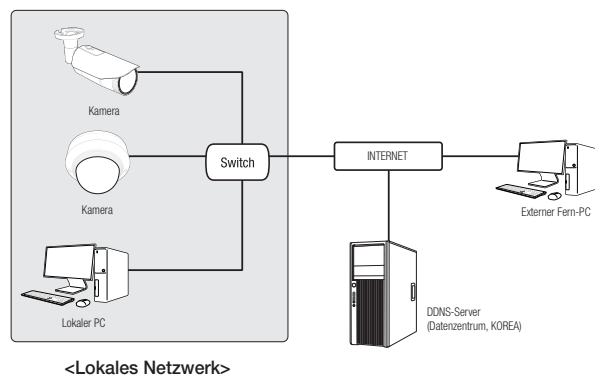 Kamera
Kamera
Lokaler PC
Switch
INTERNET
Externer Fern-PC
DDNS-Server
(Datenzentrum, KOREA)
<Lokales Netzwerk>